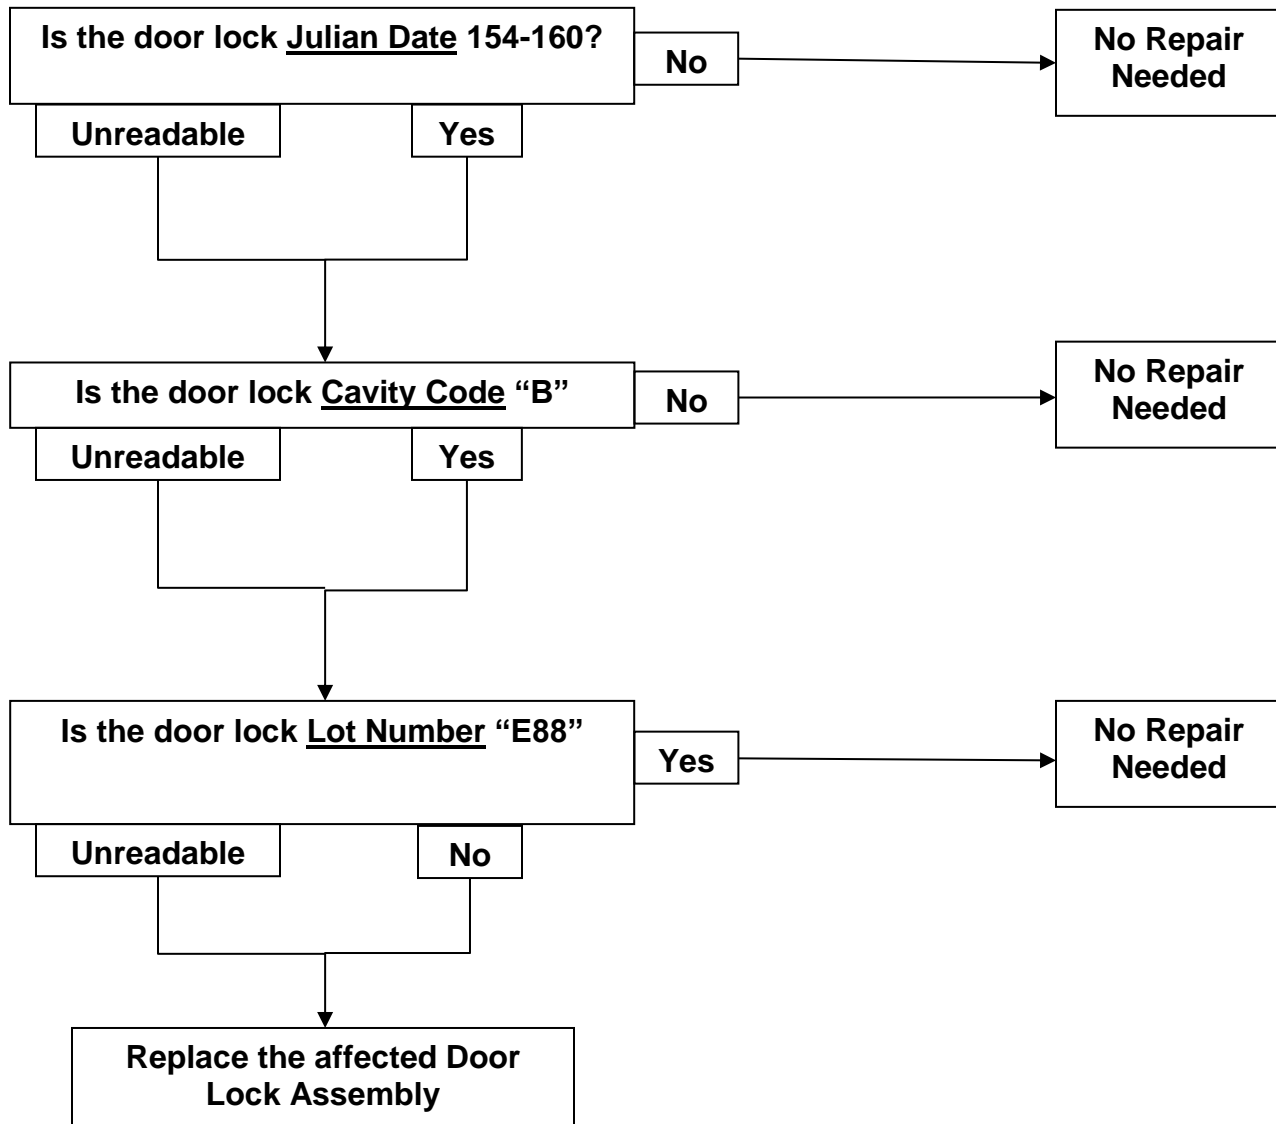 Is the door lock Julian Date 154-160?
No
No Repair
Needed
Unreadable
Yes
Is the door lock Cavity Code “B”
No
No Repair
Needed
Unreadable
Yes
Is the door lock Lot Number “E88”
Yes
No Repair
Needed
Unreadable
No
Replace the affected Door
Lock Assembly